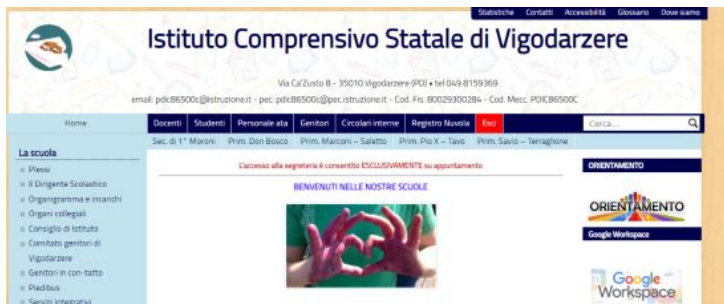 Statistiche Contatti Accessibilità Glossario Dove siamo
Istituto Comprensivo Statale di Vigodarzere
Via Ca'Zusto 8 - 35010 Vigodarzere (PD) • tel 049 8159369
email: pdic86500c@istruzione.it - pec: pdic86500c@pec.istruzione.it - Cod. Fis. 80029300284 - Cod. Mecc. PDIC86500C
Home Docenti Studenti Personale ata Genitori Circolari interne Registro Nuvola Esci Cerca...
Sec. di 1° Moroni Prim. Don Bosco Prim. Marconi – Saletto Prim. Pio X – Tavo Prim. Savio – Terraglione
La scuola
Plessi
Il Dirigente Scolastico
Organigramma e incarichi
Organi collegiali
Consiglio di Istituto
Comitato genitori di
Vigodarzere
Genitori in con-tatto
Piedibus
Servizi integrativi
L'accesso alla segreteria è consentito ESCLUSIVAMENTE su appuntamento
BENVENUTI NELLE NOSTRE SCUOLE
ORIENTAMENTO
ORIENTAMENTO
Google Workspace
Google
Workspace